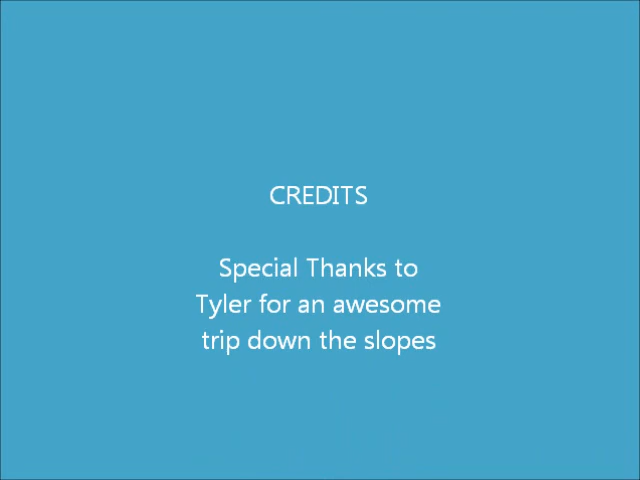 CREDITS
Special Thanks to
Tyler for an awesome
trip down the slopes